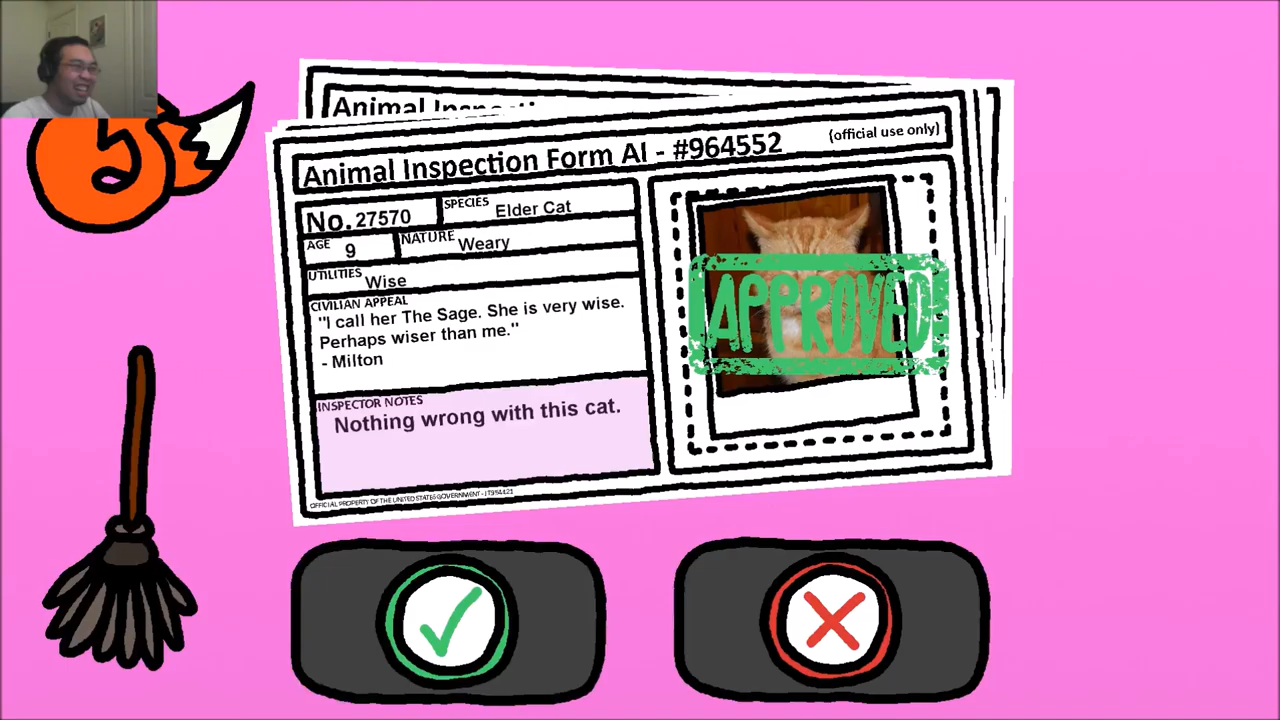 Animal Inspec
Animal Inspection Form AI - #964552
(official use only)
No. 27570
SPECIES Elder Cat
AGE 9
NATURE Weary
UTILITIES Wise
CIVILIAN APPEAL
"I call her The Sage. She is very wise.
Perhaps wiser than me."
- Milton
INSPECTOR NOTES
Nothing wrong with this cat.
APPROVED